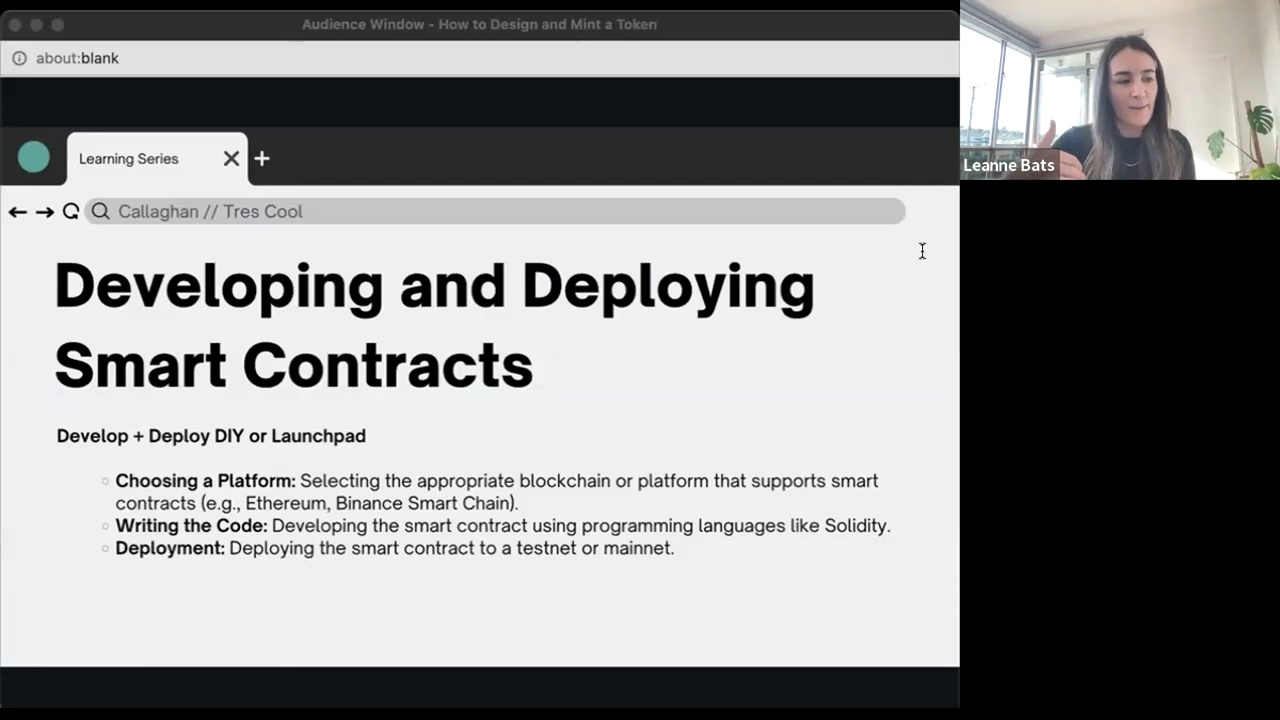 Audience Window - How to Design and Mint a Token
about:blank
Learning Series
Callaghan // Tres Cool
Developing and Deploying
Smart Contracts
Develop + Deploy DIY or Launchpad
Choosing a Platform: Selecting the appropriate blockchain or platform that supports smart
contracts (e.g., Ethereum, Binance Smart Chain).
Writing the Code: Developing the smart contract using programming languages like Solidity.
Deployment: Deploying the smart contract to a testnet or mainnet.
Leanne Bats